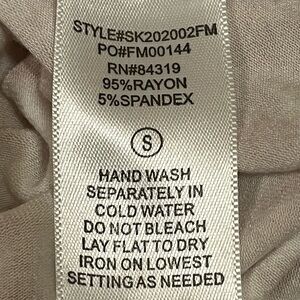 STYLE#SK202002FM
PO#FM00144
RN#84319
95%RAYON
5%SPANDEX
S
HAND WASH
SEPARATELY IN
COLD WATER
DO NOT BLEACH
LAY FLAT TO DRY
IRON ON LOWEST
SETTING AS NEEDED